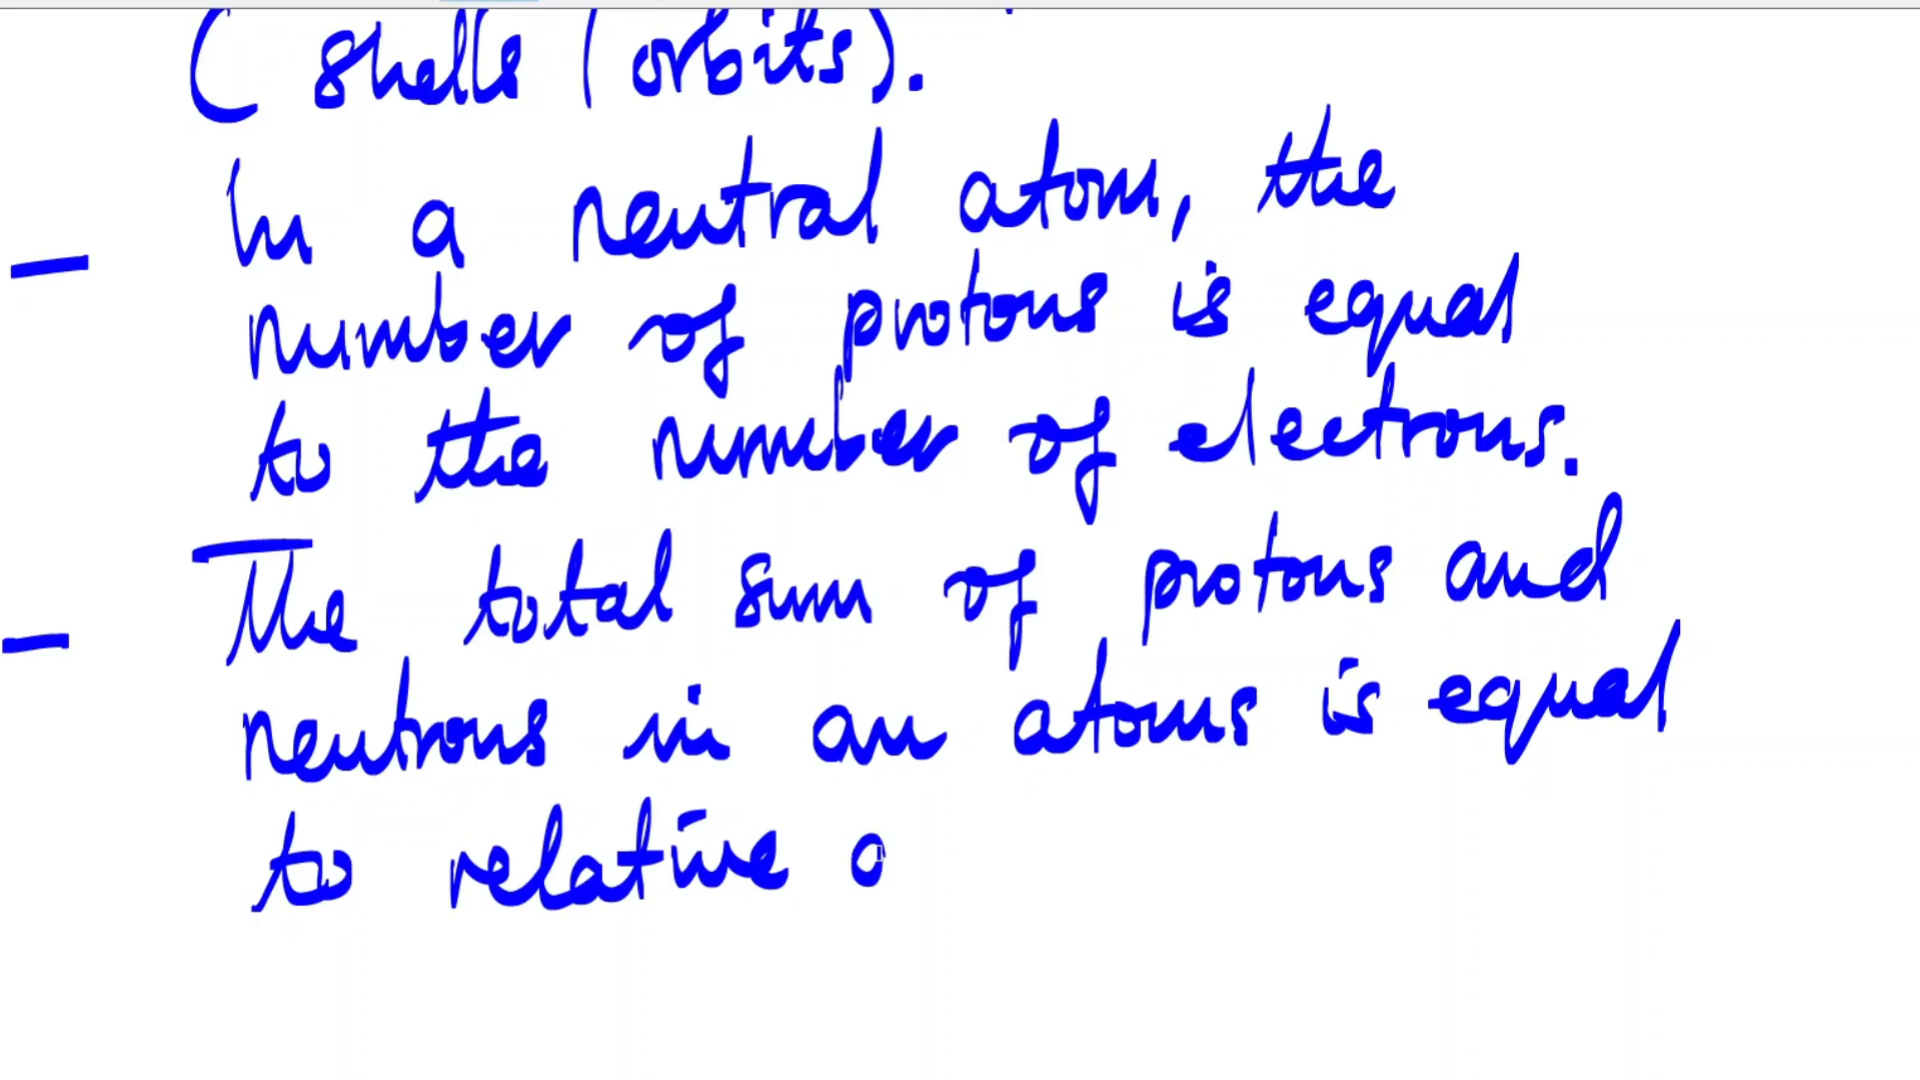 (shells / orbits).
- In a neutral atom, the
number of protons is equal
to the number of electrons.
- The total sum of protons and
neutrons in an atoms is equal
to relative a